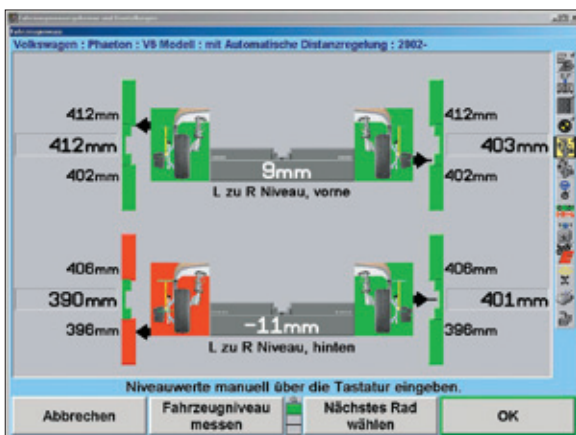 Fahrzeugniveau
Volkswagen : Phaeton : V6 Modell : mit Automatische Distanzregelung : 2002-
412mm 412mm
412mm 403mm
402mm 402mm
9mm
L zu R Niveau, vorne
406mm 406mm
390mm 401mm
396mm 396mm
-11mm
L zu R Niveau, hinten
Niveauwerte manuell über die Tastatur eingeben.
Abbrechen
Fahrzeugniveau
messen
Nächstes Rad
wählen
OK